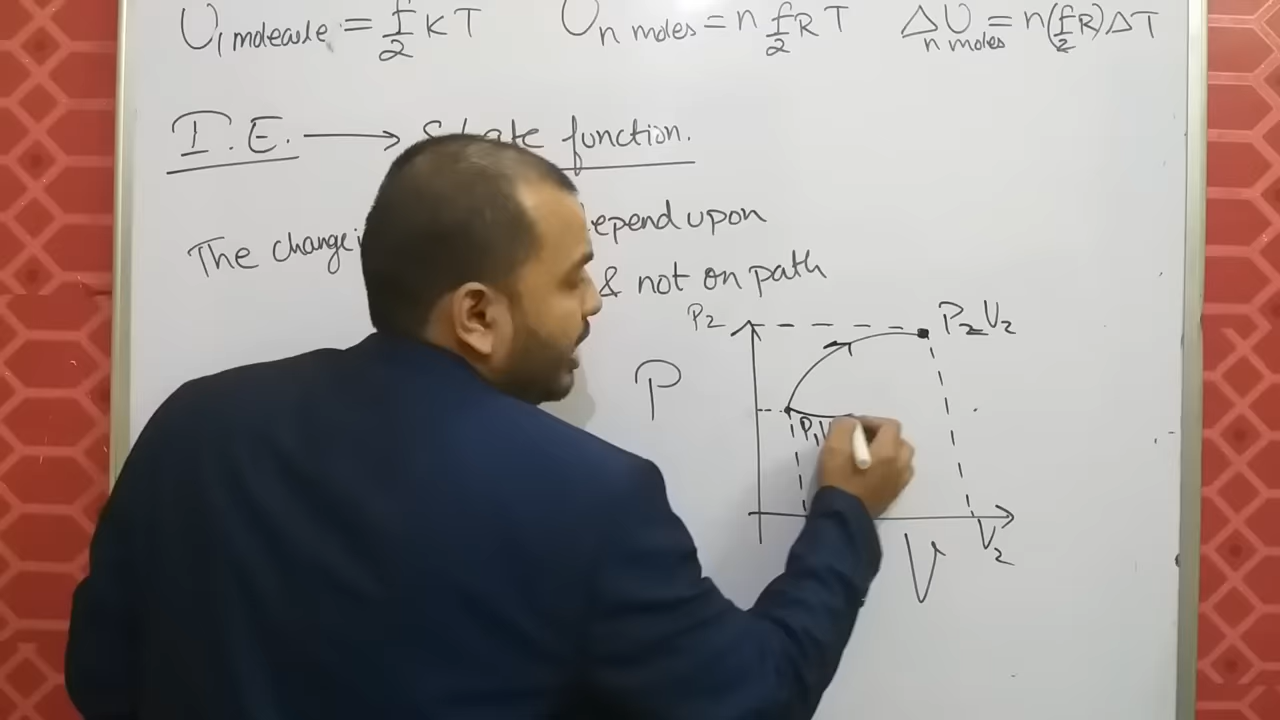 U₁ molecule = f/2 KT   U n moles = n f/2 RT   ΔU n moles = n(f/2 R)ΔT
I.E. → State function.
The change depend upon
& not on path
P₂ P₂V₂
P
P₁V
V₂
V